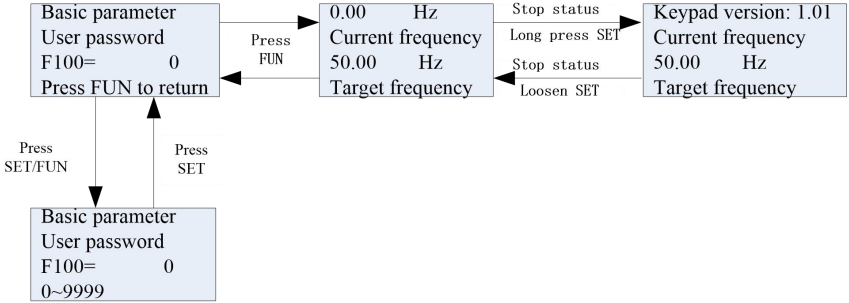 Basic parameter
User password
F100= 0
Press FUN to return
Press
FUN
0.00 Hz
Current frequency
50.00 Hz
Target frequency
Stop status
Long press SET
Stop status
Loosen SET
Keypad version: 1.01
Current frequency
50.00 Hz
Target frequency
Press
SET/FUN
Press
SET
Basic parameter
User password
F100= 0
0~9999